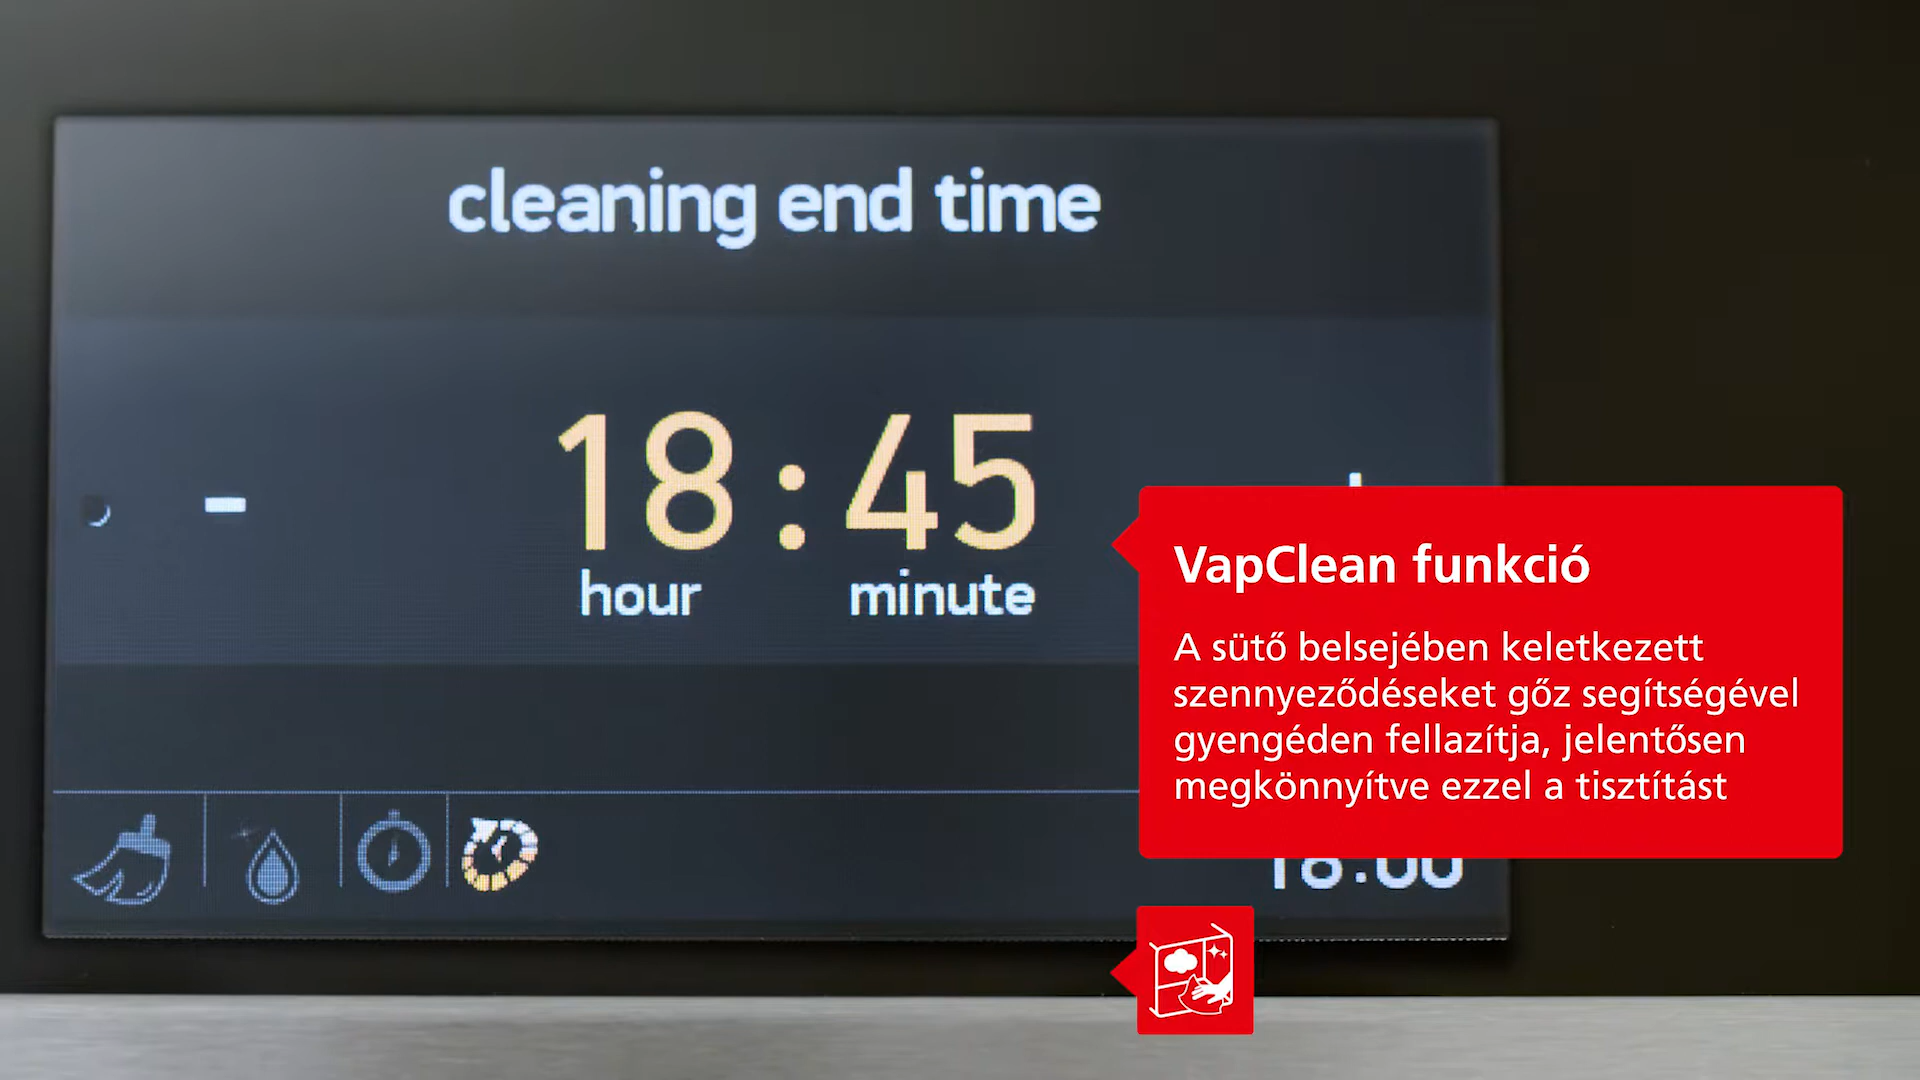 cleaning end time
- 18 : 45
hour minute
VapClean funkció
A sütő belsejében keletkezett
szennyeződéseket gőz segítségével
gyengéden fellazítja, jelentősen
megkönnyítve ezzel a tisztítást